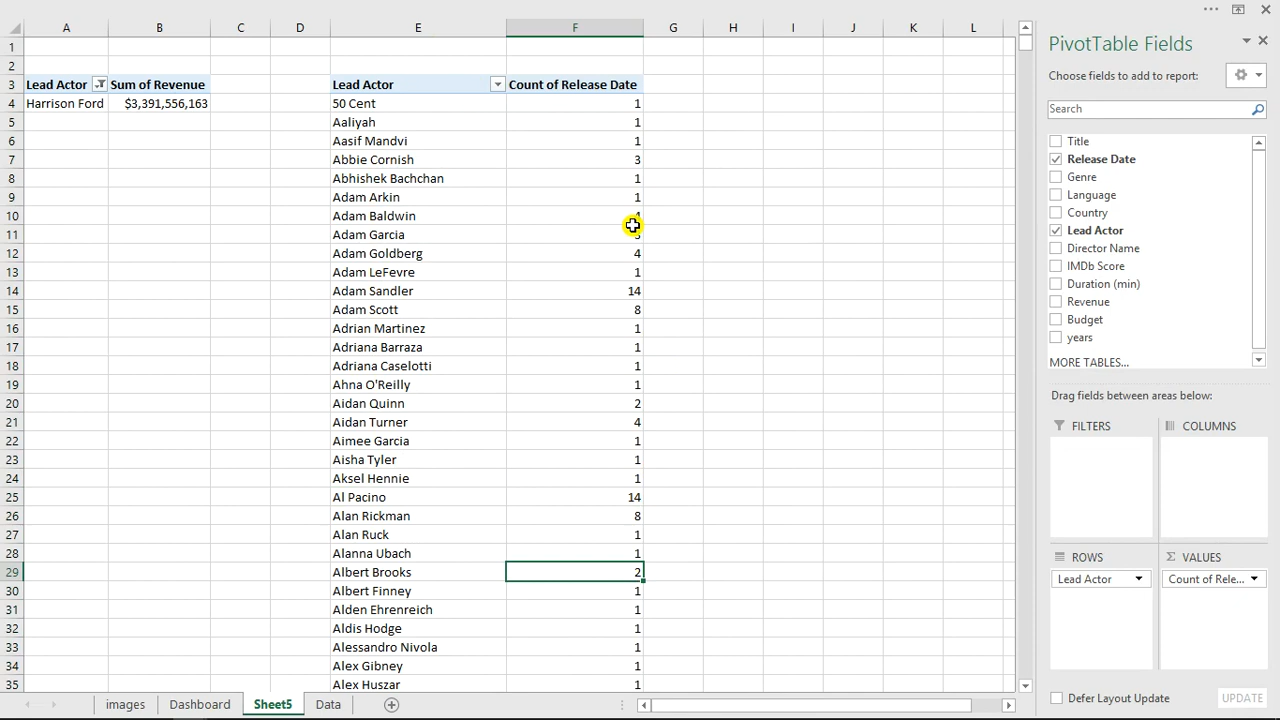 A B C D E F G H I J K L
PivotTable Fields
Choose fields to add to report:
Search
Title
Release Date
Genre
Language
Country
Lead Actor
Director Name
IMDb Score
Duration (min)
Revenue
Budget
years
MORE TABLES...
Drag fields between areas below:
FILTERS
COLUMNS
ROWS
Lead Actor
Σ VALUES
Count of Rele...
Defer Layout Update
UPDATE
1
2
3 Lead Actor Sum of Revenue Lead Actor Count of Release Date
4 Harrison Ford $3,391,556,163 50 Cent 1
5 Aaliyah 1
6 Aasif Mandvi 1
7 Abbie Cornish 3
8 Abhishek Bachchan 1
9 Adam Arkin 1
10 Adam Baldwin
11 Adam Garcia
12 Adam Goldberg 4
13 Adam LeFevre 1
14 Adam Sandler 14
15 Adam Scott 8
16 Adrian Martinez 1
17 Adriana Barraza 1
18 Adriana Caselotti 1
19 Ahna O'Reilly 1
20 Aidan Quinn 2
21 Aidan Turner 4
22 Aimee Garcia 1
23 Aisha Tyler 1
24 Aksel Hennie 1
25 Al Pacino 14
26 Alan Rickman 8
27 Alan Ruck 1
28 Alanna Ubach 1
29 Albert Brooks 2
30 Albert Finney 1
31 Alden Ehrenreich 1
32 Aldis Hodge 1
33 Alessandro Nivola 1
34 Alex Gibney 1
35 Alex Huszar 1
images Dashboard Sheet5 Data